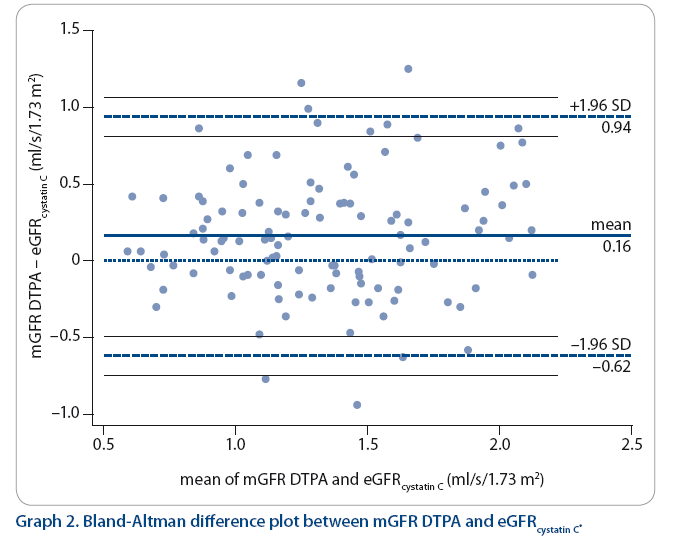 1.5
1.0
0.5
0
−0.5
−1.0
mGFR DTPA − eGFRcystatin C (ml/s/1.73 m²)
+1.96 SD
0.94
mean
0.16
−1.96 SD
−0.62
0.5 1.0 1.5 2.0 2.5
mean of mGFR DTPA and eGFRcystatin C (ml/s/1.73 m²)
Graph 2. Bland-Altman difference plot between mGFR DTPA and eGFRcystatin C.